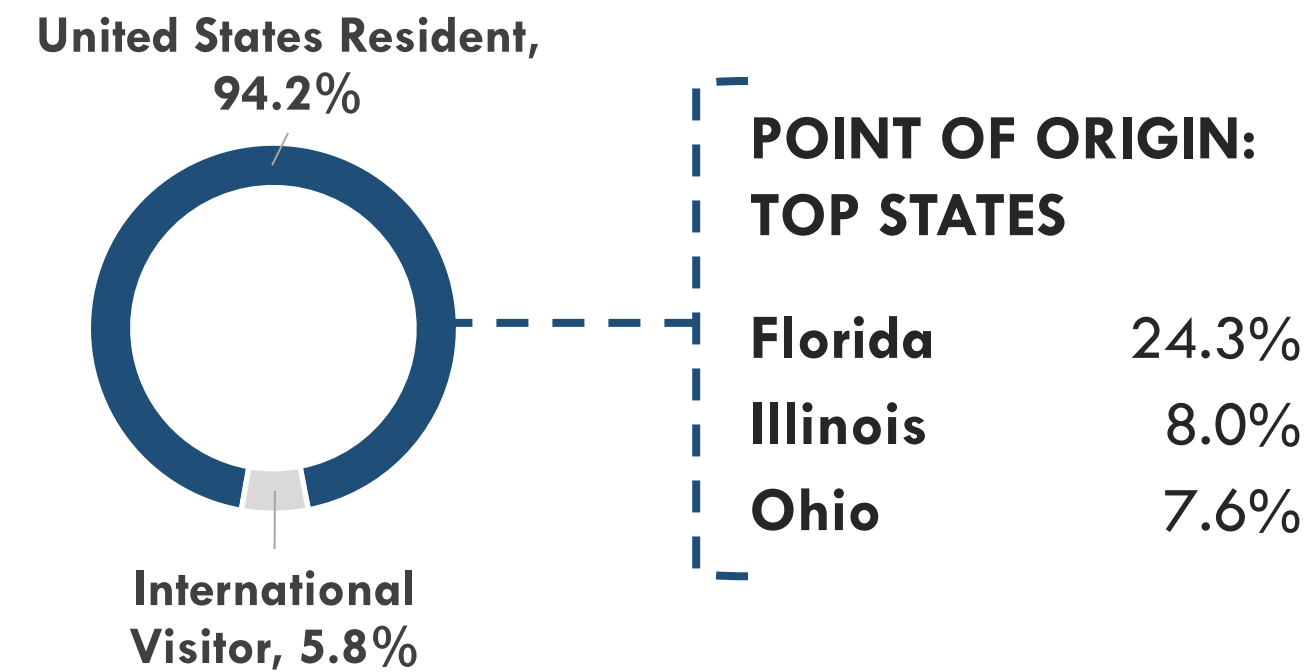 United States Resident,
94.2%
International
Visitor, 5.8%
POINT OF ORIGIN:
TOP STATES
Florida 24.3%
Illinois 8.0%
Ohio 7.6%